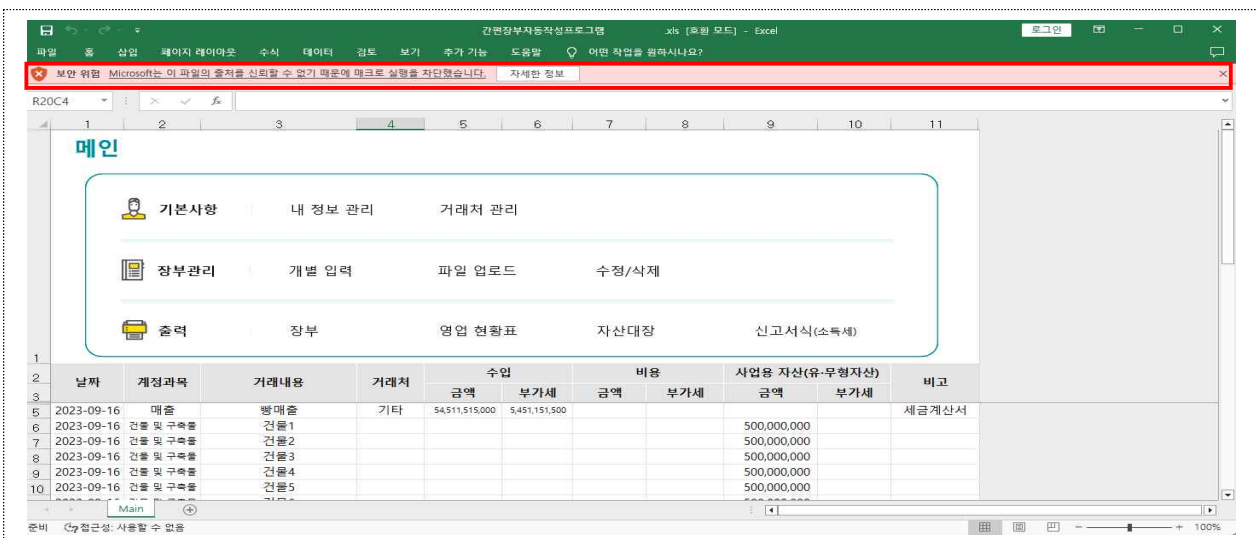 간편장부자동작성프로그램 .xls [호환 모드] - Excel 로그인
파일 홈 삽입 페이지 레이아웃 수식 데이터 검토 보기 추가 기능 도움말 어떤 작업을 원하시나요?
보안 위험 Microsoft는 이 파일의 출처를 신뢰할 수 없기 때문에 매크로 실행을 차단했습니다. 자세한 정보
R20C4 fx
1 2 3 4 5 6 7 8 9 10 11
메인
기본사항 내 정보 관리 거래처 관리
장부관리 개별 입력 파일 업로드 수정/삭제
출력 장부 영업 현황표 자산대장 신고서식(소득세)
1
2 날짜 계정과목 거래내용 거래처 수입 비용 사업용 자산(유·무형자산) 비고
3 금액 부가세 금액 부가세 금액 부가세
5 2023-09-16 매출 빵매출 기타 54,511,515,000 5,451,151,500 세금계산서
6 2023-09-16 건물 및 구축물 건물1 500,000,000
7 2023-09-16 건물 및 구축물 건물2 500,000,000
8 2023-09-16 건물 및 구축물 건물3 500,000,000
9 2023-09-16 건물 및 구축물 건물4 500,000,000
10 2023-09-16 건물 및 구축물 건물5 500,000,000
Main
준비 접근성: 사용할 수 없음 100%